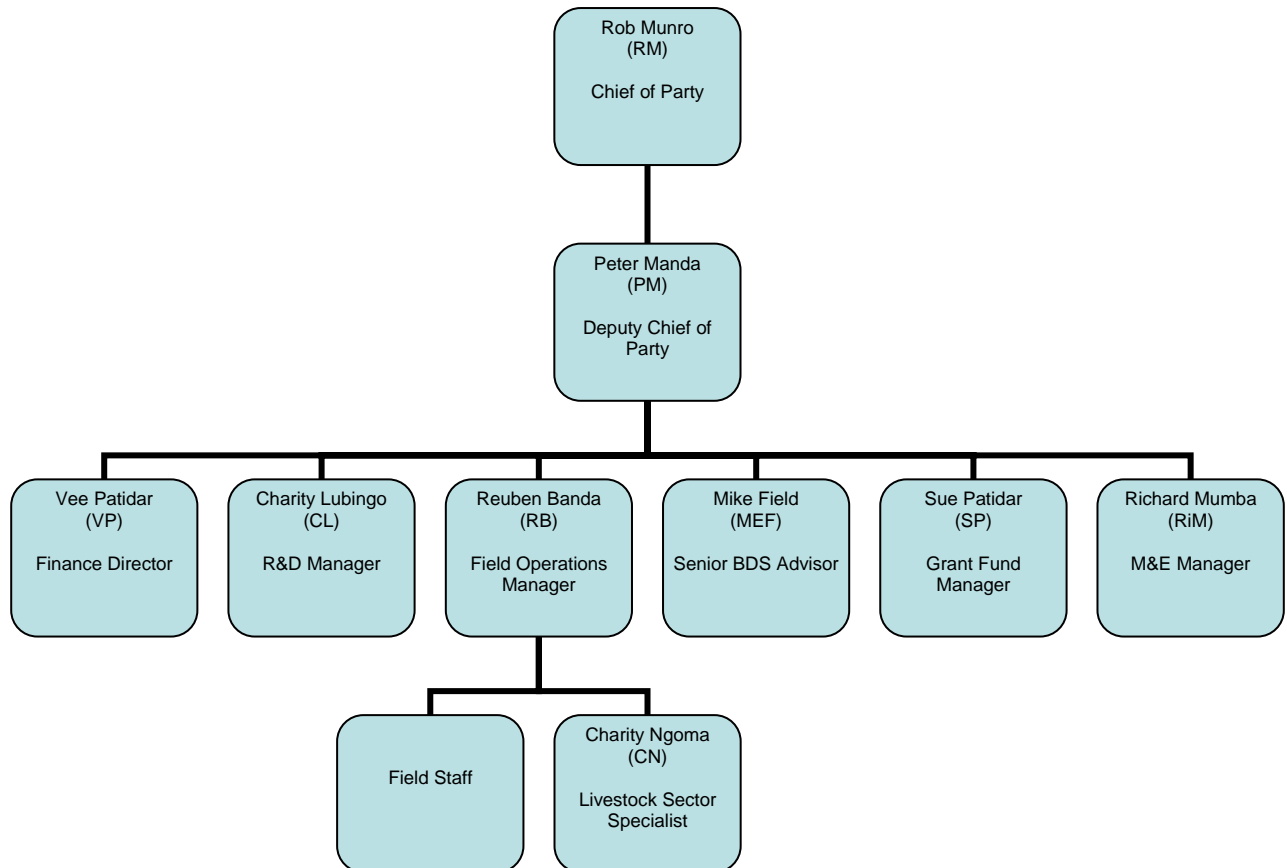 Rob Munro
(RM)
Chief of Party
Peter Manda
(PM)
Deputy Chief of
Party
Vee Patidar
(VP)
Finance Director
Charity Lubingo
(CL)
R&D Manager
Reuben Banda
(RB)
Field Operations
Manager
Mike Field
(MEF)
Senior BDS Advisor
Sue Patidar
(SP)
Grant Fund
Manager
Richard Mumba
(RiM)
M&E Manager
Field Staff
Charity Ngoma
(CN)
Livestock Sector
Specialist